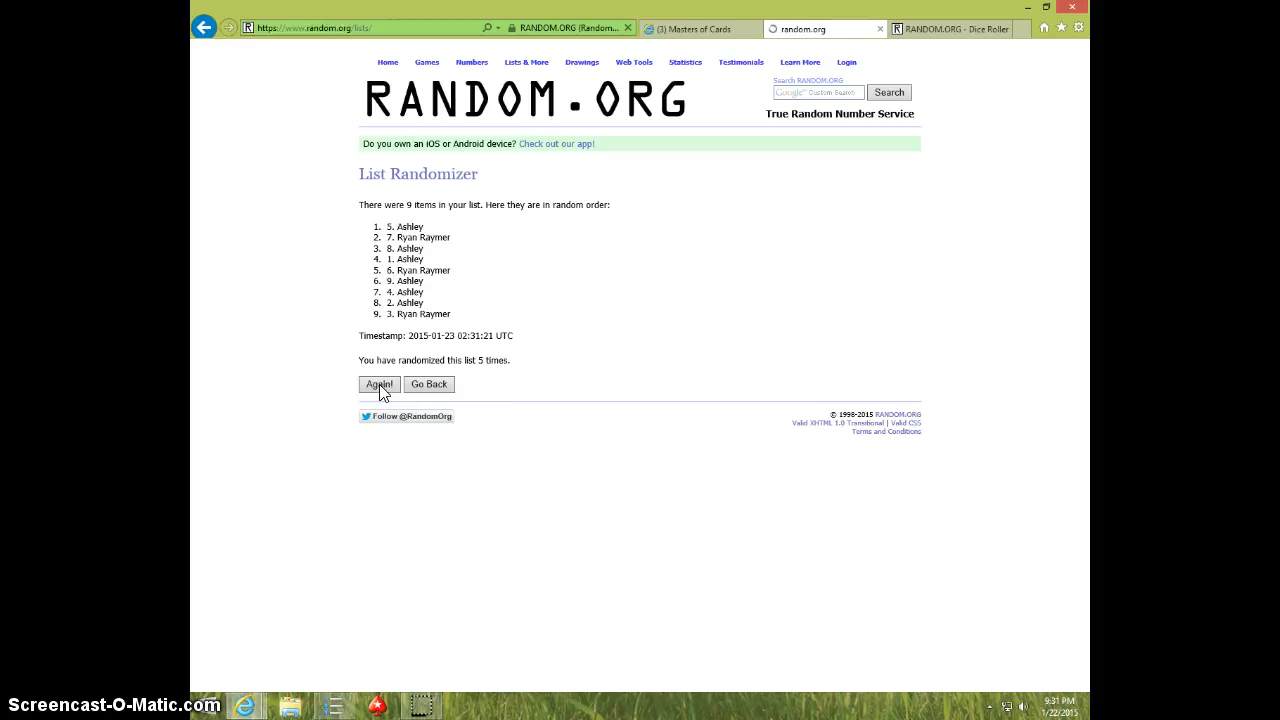 https://www.random.org/lists/
RANDOM.ORG (Random...
(3) Masters of Cards
random.org
RANDOM.ORG - Dice Roller
Home Games Numbers Lists & More Drawings Web Tools Statistics Testimonials Learn More Login
RANDOM.ORG
Search RANDOM.ORG
Google Custom Search
Search
True Random Number Service
Do you own an iOS or Android device? Check out our app!
List Randomizer
There were 9 items in your list. Here they are in random order:
1. 5. Ashley
2. 7. Ryan Raymer
3. 8. Ashley
4. 1. Ashley
5. 6. Ryan Raymer
6. 9. Ashley
7. 4. Ashley
8. 2. Ashley
9. 3. Ryan Raymer
Timestamp: 2015-01-23 02:31:21 UTC
You have randomized this list 5 times.
Again! Go Back
Follow @RandomOrg
© 1998-2015 RANDOM.ORG
Valid XHTML 1.0 Transitional | Valid CSS
Terms and Conditions
Screencast-O-Matic.com
9:31 PM
1/22/2015